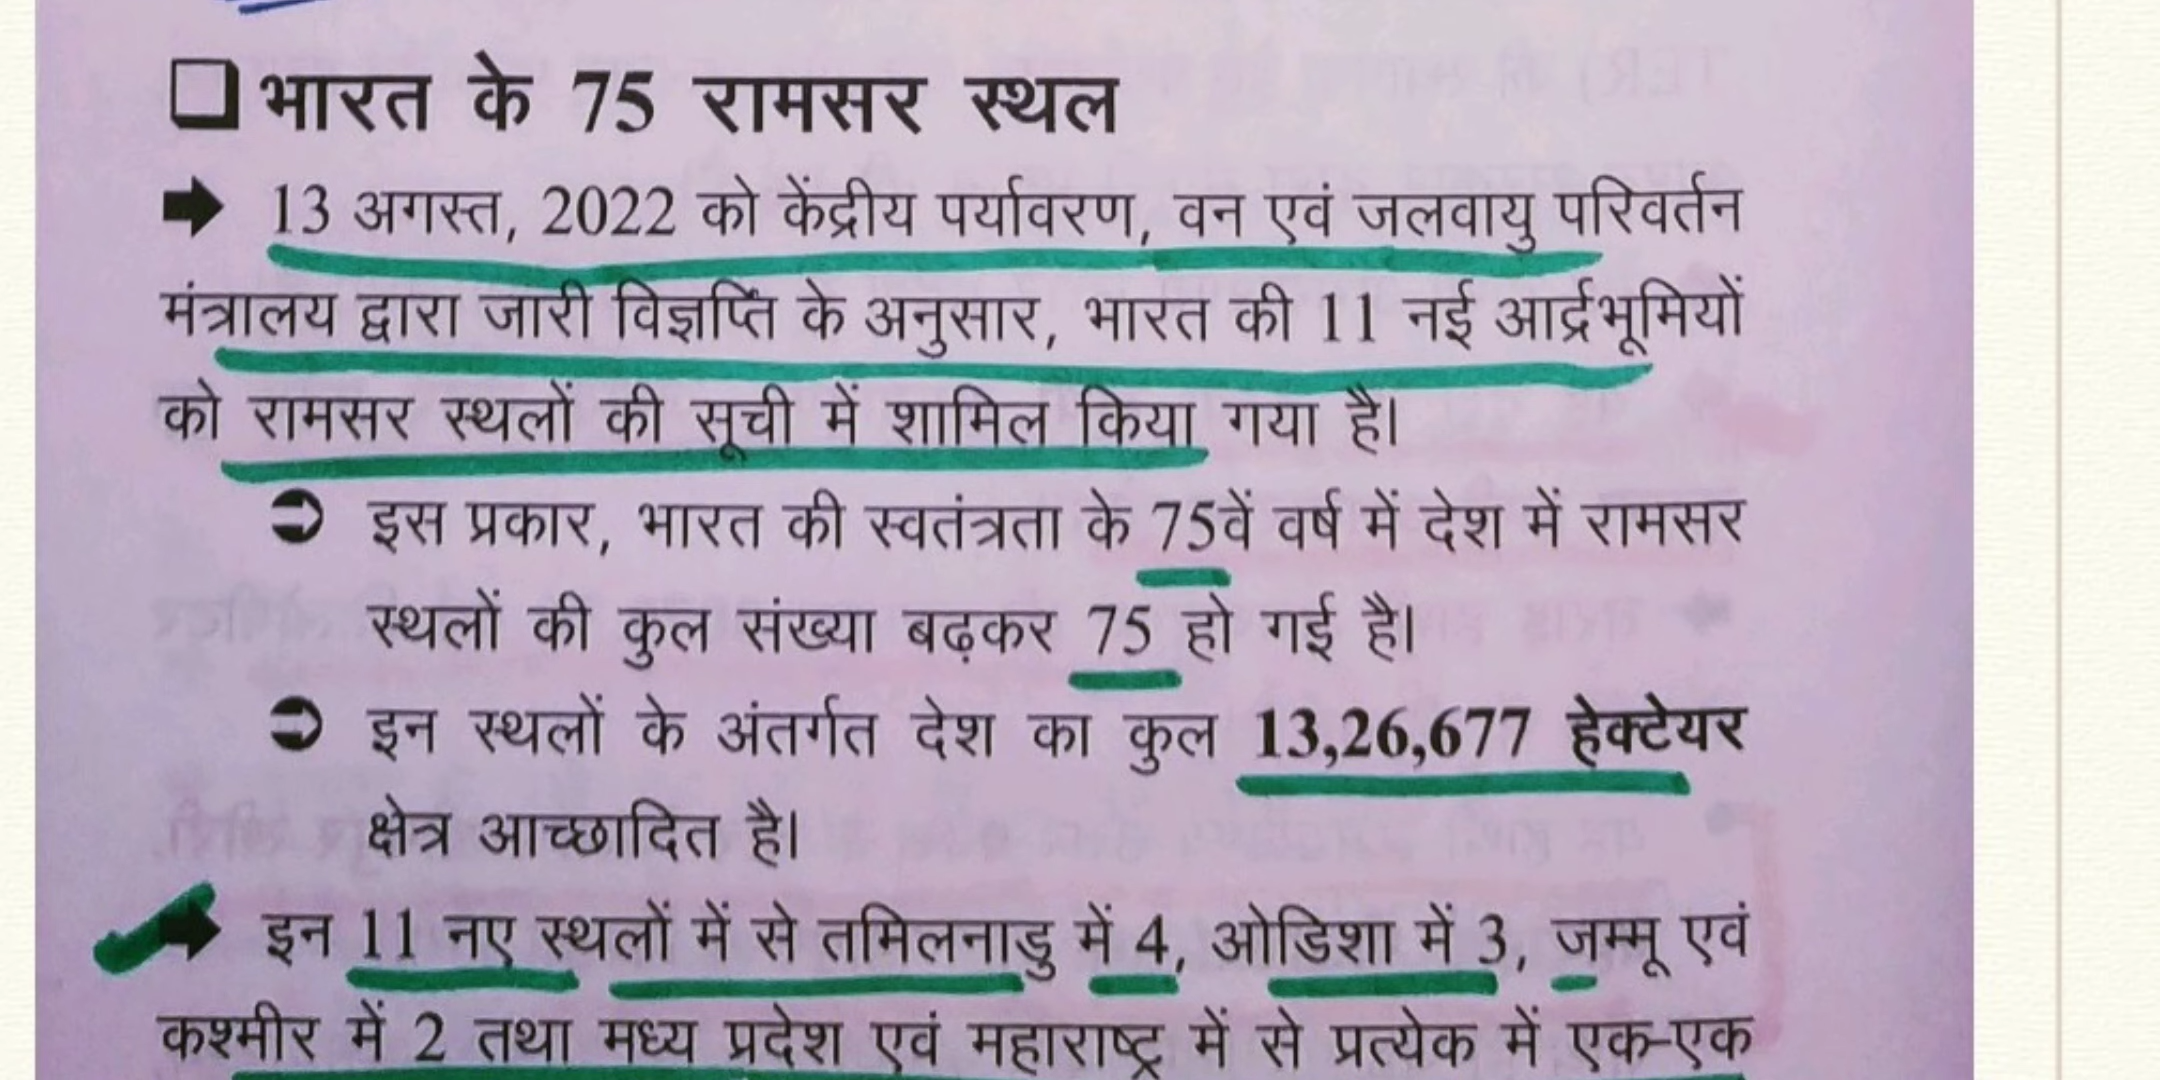 ❑ भारत के 75 रामसर स्थल
➡ 13 अगस्त, 2022 को केंद्रीय पर्यावरण, वन एवं जलवायु परिवर्तन
मंत्रालय द्वारा जारी विज्ञप्ति के अनुसार, भारत की 11 नई आर्द्रभूमियों
को रामसर स्थलों की सूची में शामिल किया गया है।
➲ इस प्रकार, भारत की स्वतंत्रता के 75वें वर्ष में देश में रामसर
स्थलों की कुल संख्या बढ़कर 75 हो गई है।
➲ इन स्थलों के अंतर्गत देश का कुल 13,26,677 हेक्टेयर
क्षेत्र आच्छादित है।
➡ इन 11 नए स्थलों में से तमिलनाडु में 4, ओडिशा में 3, जम्मू एवं
कश्मीर में 2 तथा मध्य प्रदेश एवं महाराष्ट्र में से प्रत्येक में एक-एक